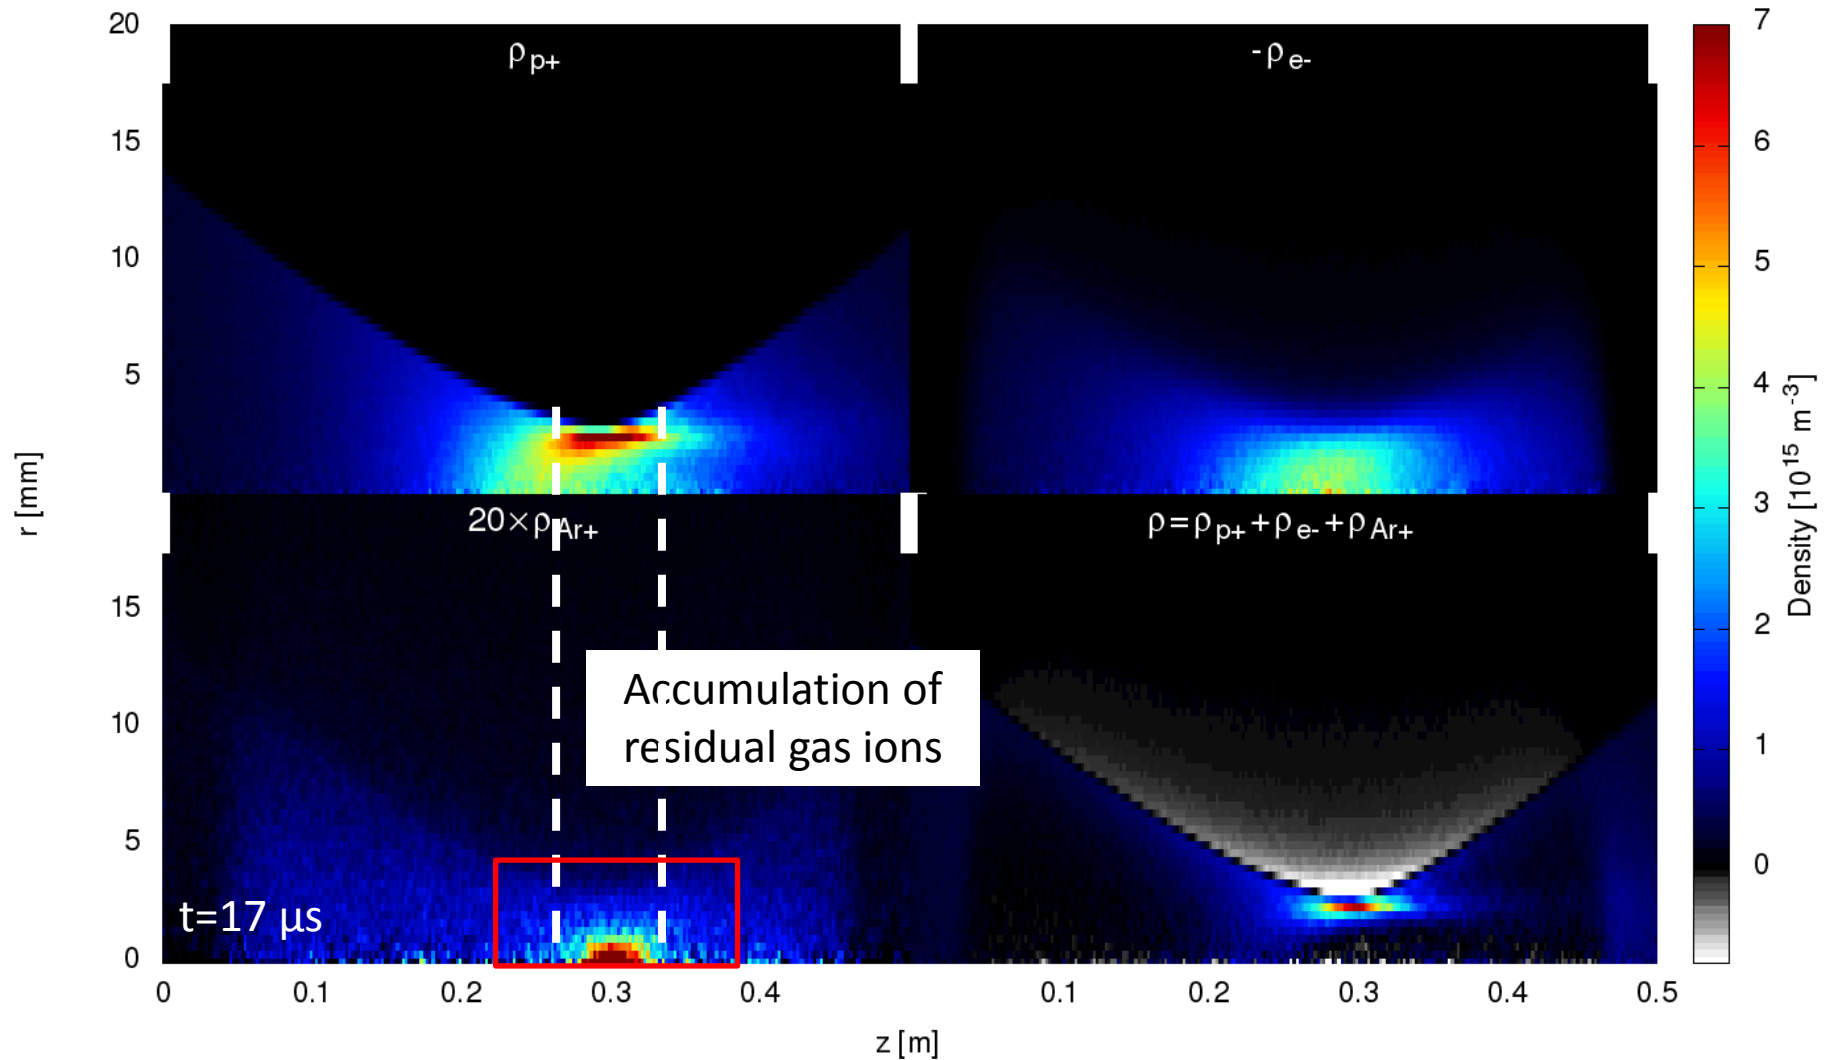 20
15
10
5
15
10
5
0
r [mm]
ρp+
-ρe-
20×ρAr+
ρ=ρp++ρe-+ρAr+
Accumulation of
residual gas ions
t=17 µs
0 0.1 0.2 0.3 0.4 0.1 0.2 0.3 0.4 0.5
z [m]
7
6
5
4
3
2
1
0
Density [10^15 m^-3]